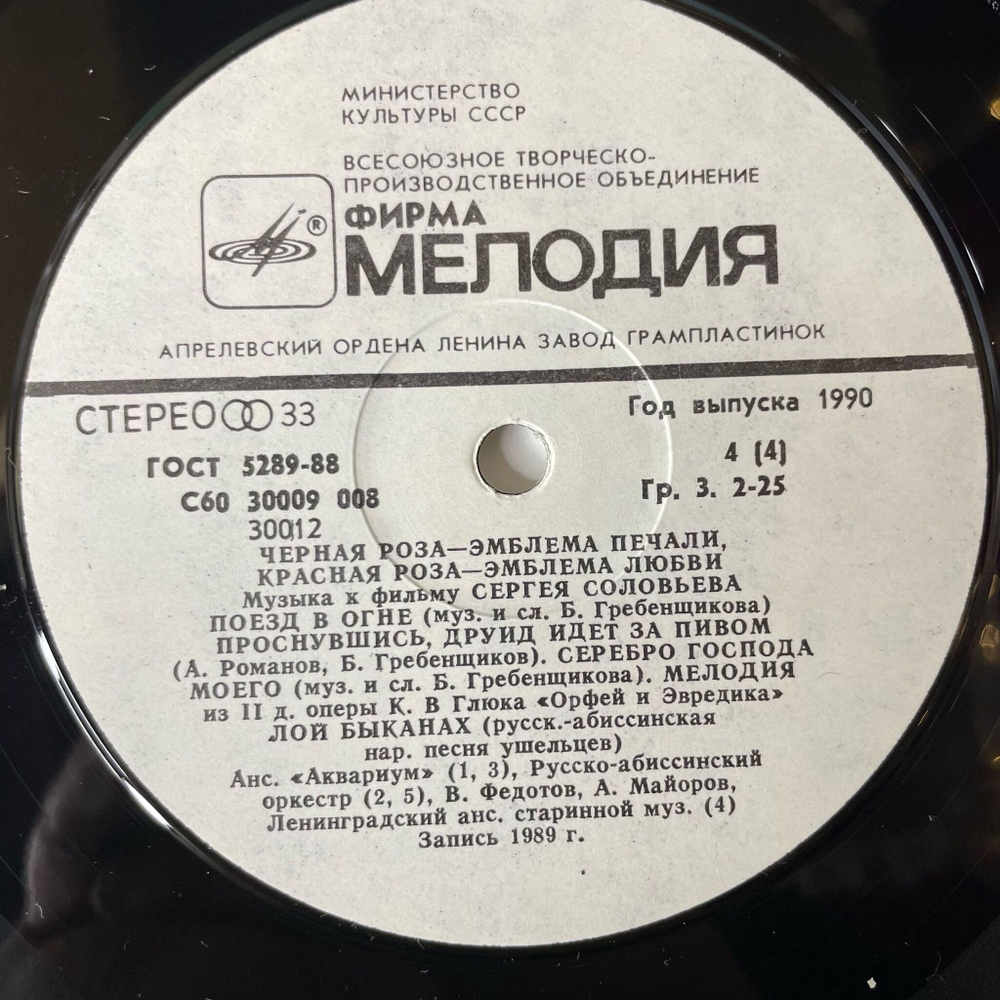 МИНИСТЕРСТВО
КУЛЬТУРЫ СССР
ВСЕСОЮЗНОЕ ТВОРЧЕСКО-
ПРОИЗВОДСТВЕННОЕ ОБЪЕДИНЕНИЕ
®
ФИРМА
МЕЛОДИЯ
АПРЕЛЕВСКИЙ ОРДЕНА ЛЕНИНА ЗАВОД ГРАМПЛАСТИНОК
СТЕРЕО 33
Год выпуска 1990
ГОСТ 5289-88
4 (4)
С60 30009 008
Гр. 3. 2-25
30012
ЧЕРНАЯ РОЗА—ЭМБЛЕМА ПЕЧАЛИ,
КРАСНАЯ РОЗА—ЭМБЛЕМА ЛЮБВИ
Музыка к фильму СЕРГЕЯ СОЛОВЬЕВА
ПОЕЗД В ОГНЕ (муз. и сл. Б. Гребенщикова)
ПРОСНУВШИСЬ, ДРУИД ИДЕТ ЗА ПИВОМ
(А. Романов, Б. Гребенщиков). СЕРЕБРО ГОСПОДА
МОЕГО (муз. и сл. Б. Гребенщикова). МЕЛОДИЯ
из II д. оперы К. В Глюка «Орфей и Эвредика»
ЛОЙ БЫКАНАХ (русск.-абиссинская
нар. песня ушельцев)
Анс. «Аквариум» (1, 3), Русско-абиссинский
оркестр (2, 5), В. Федотов, А. Майоров,
Ленинградский анс. старинной муз. (4)
Запись 1989 г.